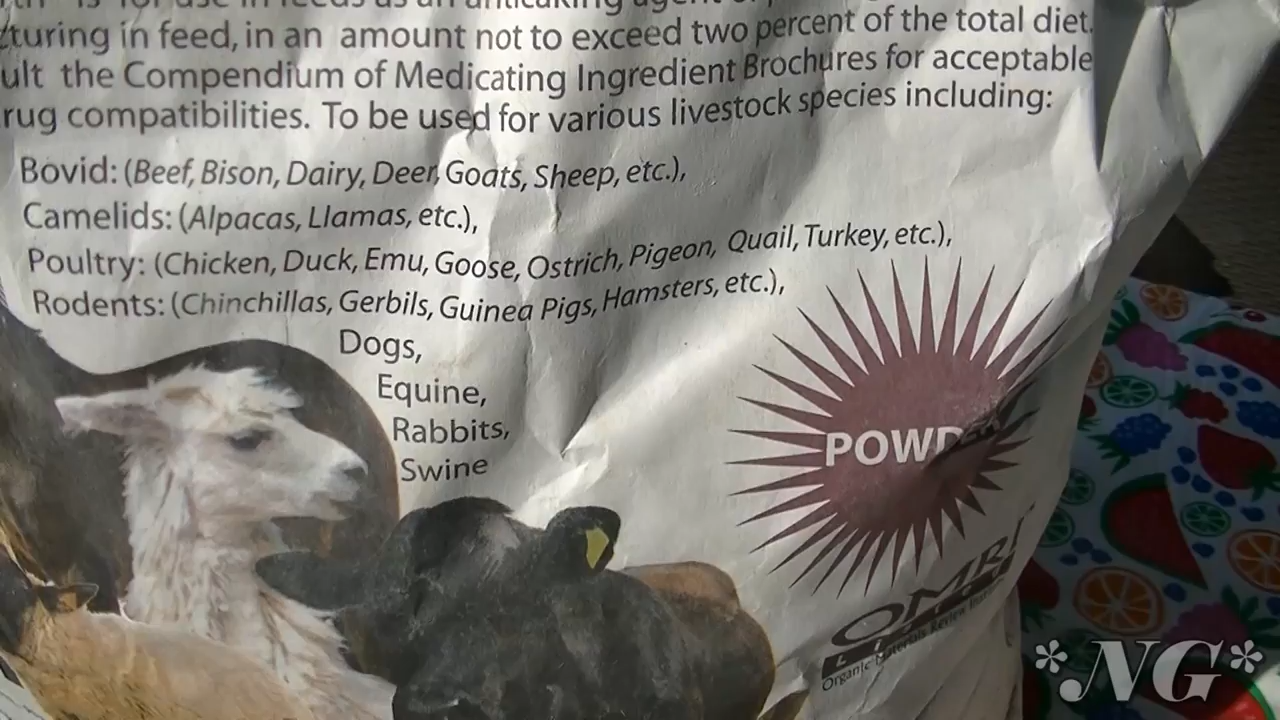 is for use in feeds as an anticaking agent
turing in feed, in an amount not to exceed two percent of the total diet.
ult the Compendium of Medicating Ingredient Brochures for acceptable
rug compatibilities. To be used for various livestock species including:
Bovid: (Beef, Bison, Dairy, Deer, Goats, Sheep, etc.),
Camelids: (Alpacas, Llamas, etc.),
Poultry: (Chicken, Duck, Emu, Goose, Ostrich, Pigeon, Quail, Turkey, etc.),
Rodents: (Chinchillas, Gerbils, Guinea Pigs, Hamsters, etc.),
Dogs,
Equine,
Rabbits,
Swine
POWD
OMRI
Organic Materials Review
*NG*